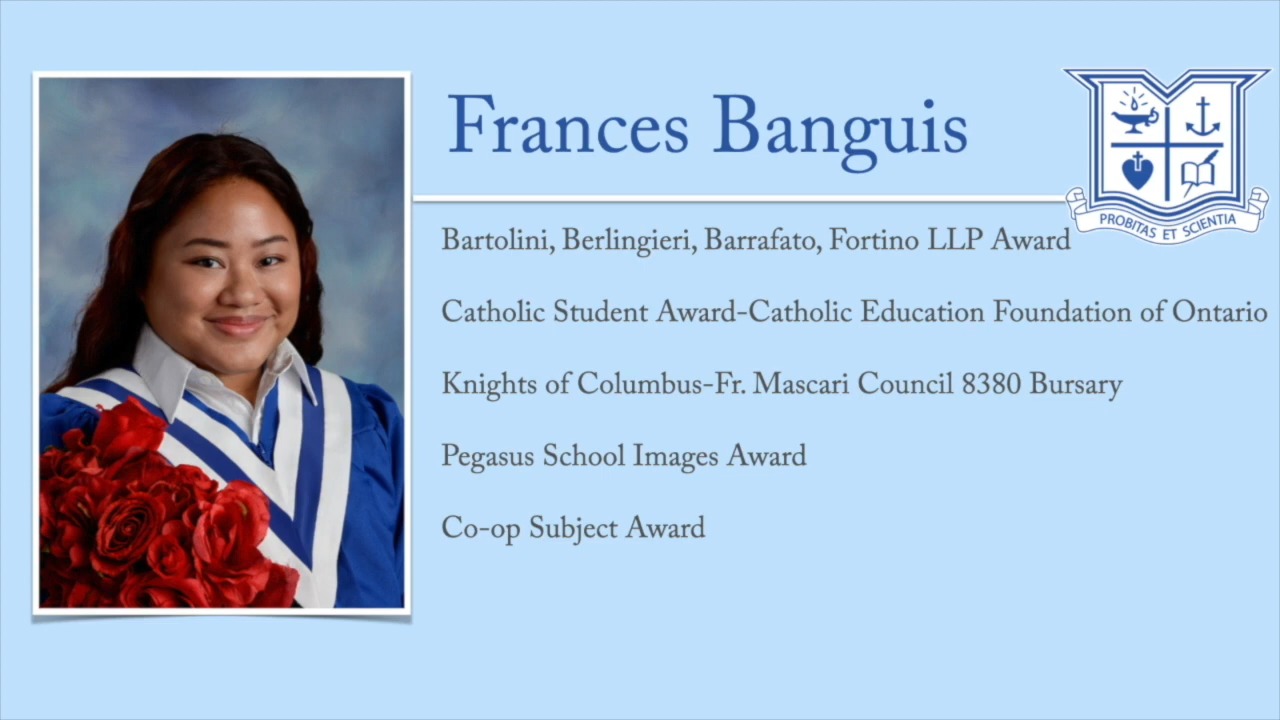 Frances Banguis
PROBITAS ET SCIENTIA
Bartolini, Berlingieri, Barrafato, Fortino LLP Award
Catholic Student Award-Catholic Education Foundation of Ontario
Knights of Columbus-Fr. Mascari Council 8380 Bursary
Pegasus School Images Award
Co-op Subject Award